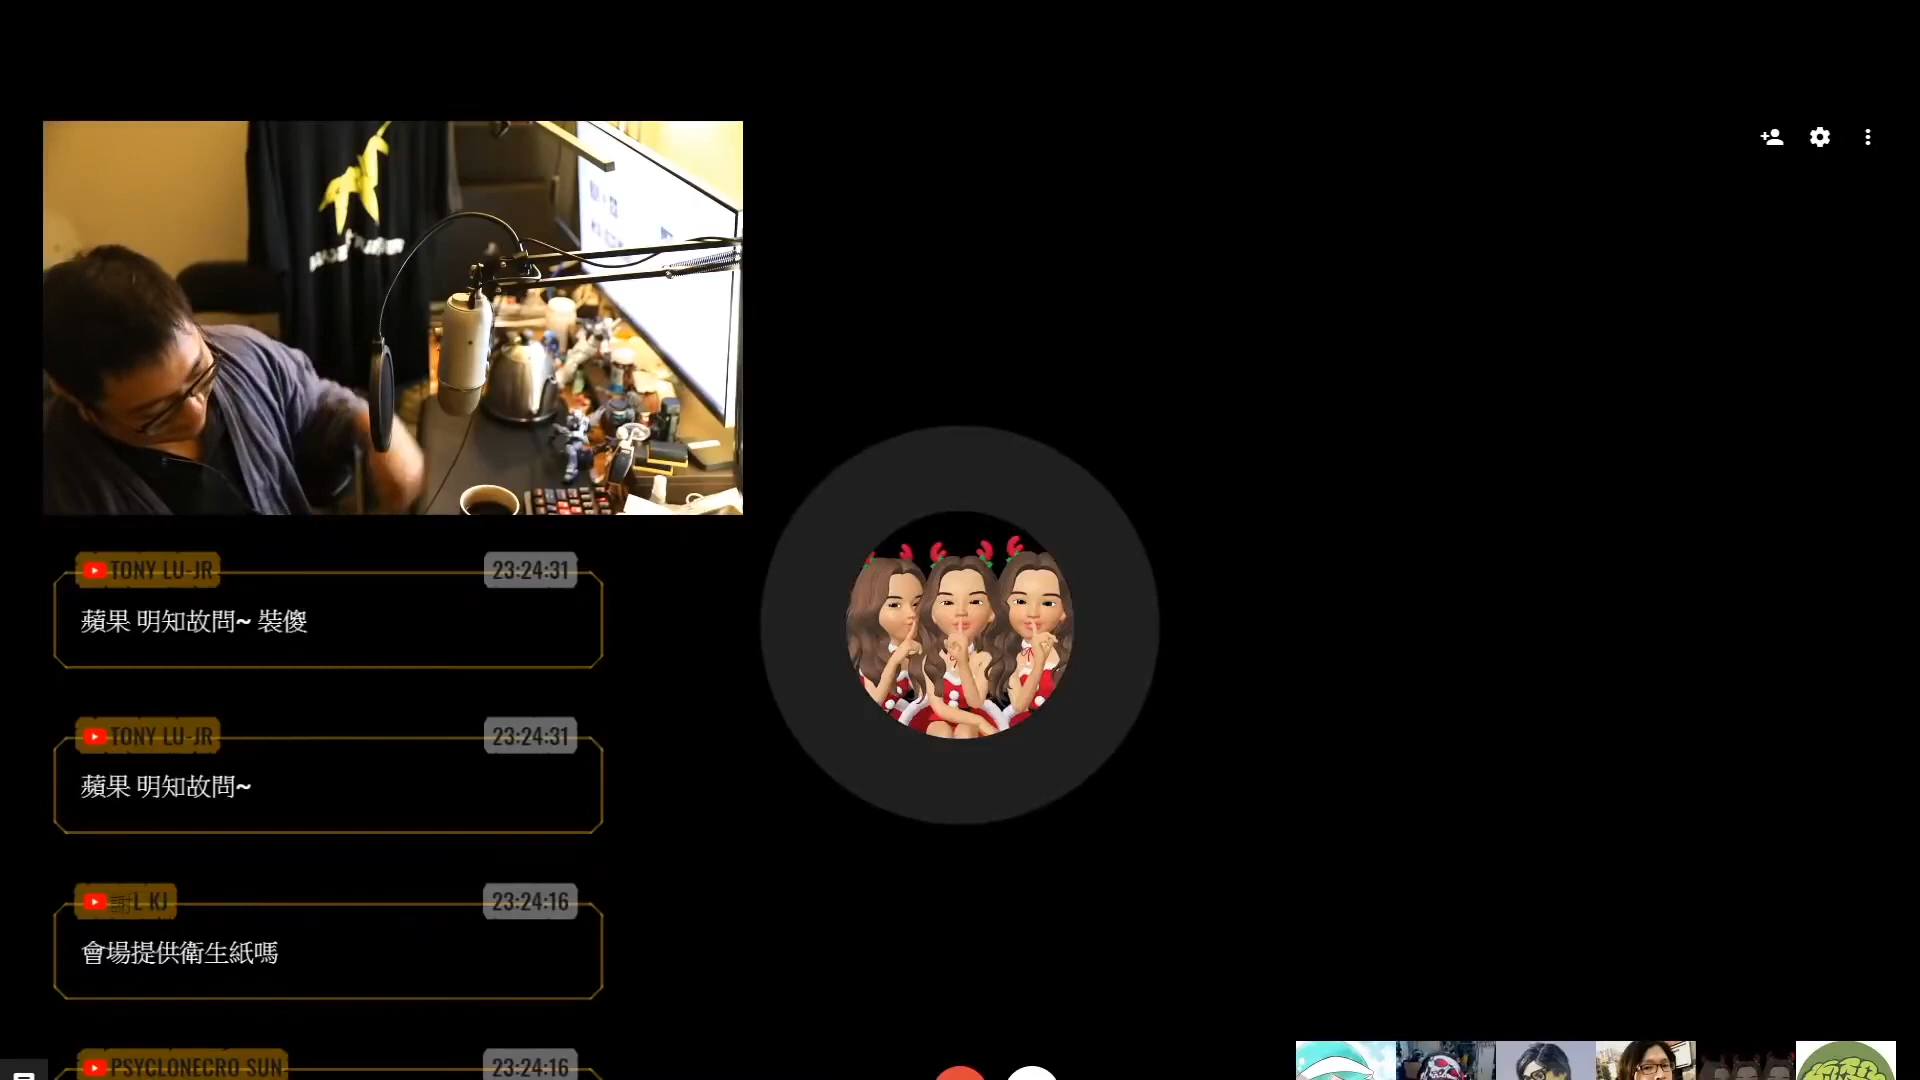 TONY LU-JR 23:24:31
蘋果 明知故問~ 裝傻
TONY LU-JR 23:24:31
蘋果 明知故問~
L KJ 23:24:16
會場提供衛生紙嗎
PSYCLONECRO SUN 23:24:16